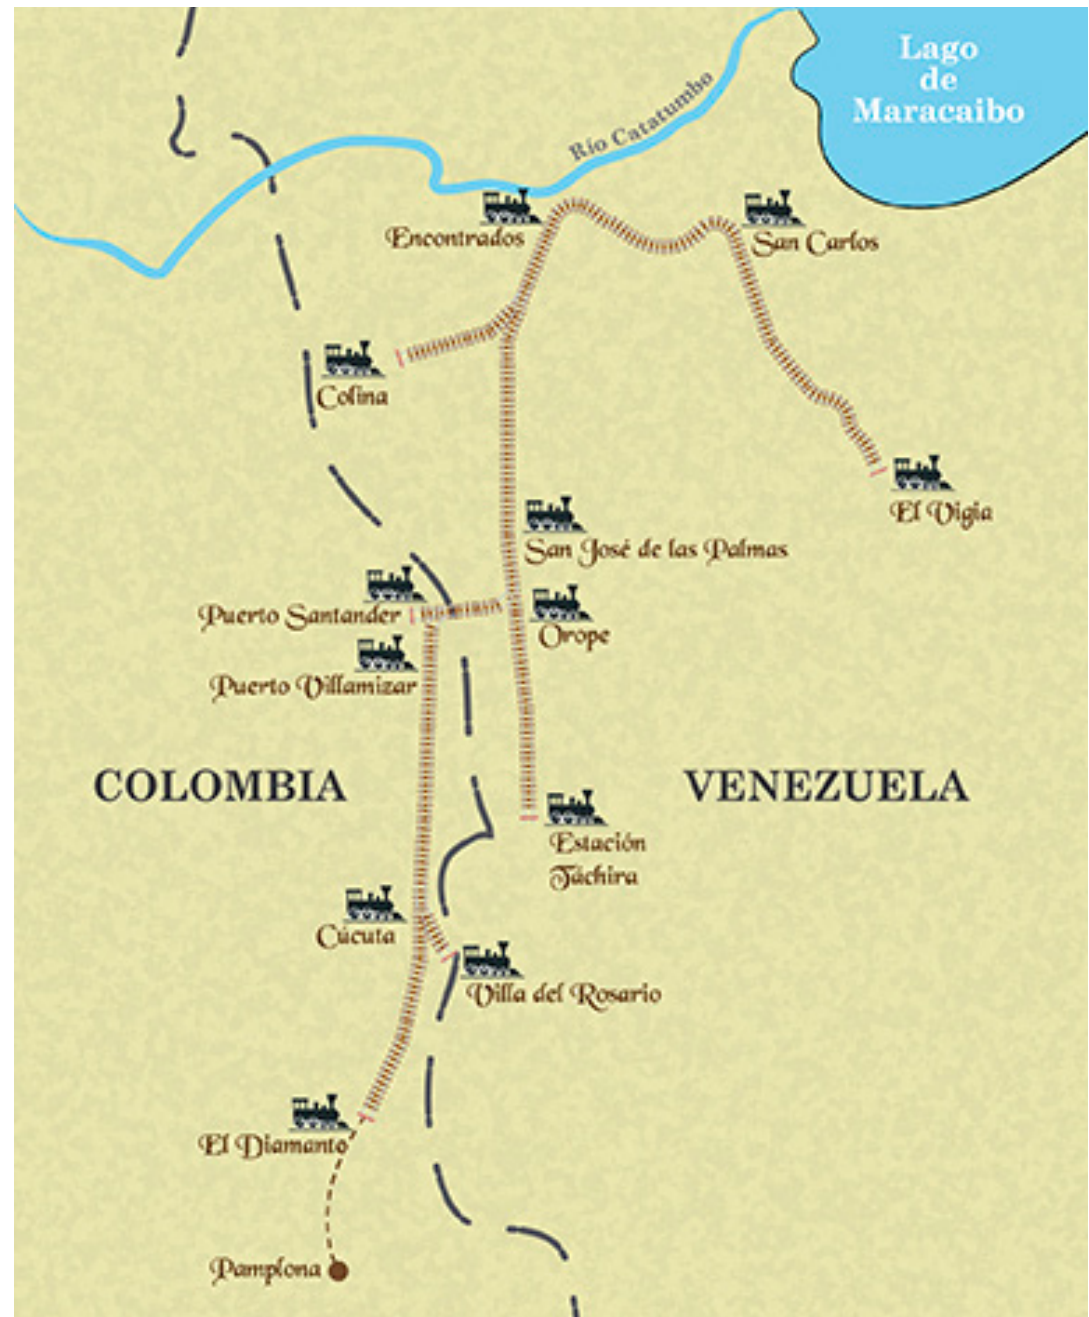 Lago
de
Maracaibo
Río Catatumbo
Encontrados
San Carlos
Colina
El Vigia
San José de las Palmas
Puerto Santander
Orope
Puerto Villamizar
COLOMBIA
VENEZUELA
Estación
Táchira
Cúcuta
Villa del Rosario
El Diamanto
Pamplona